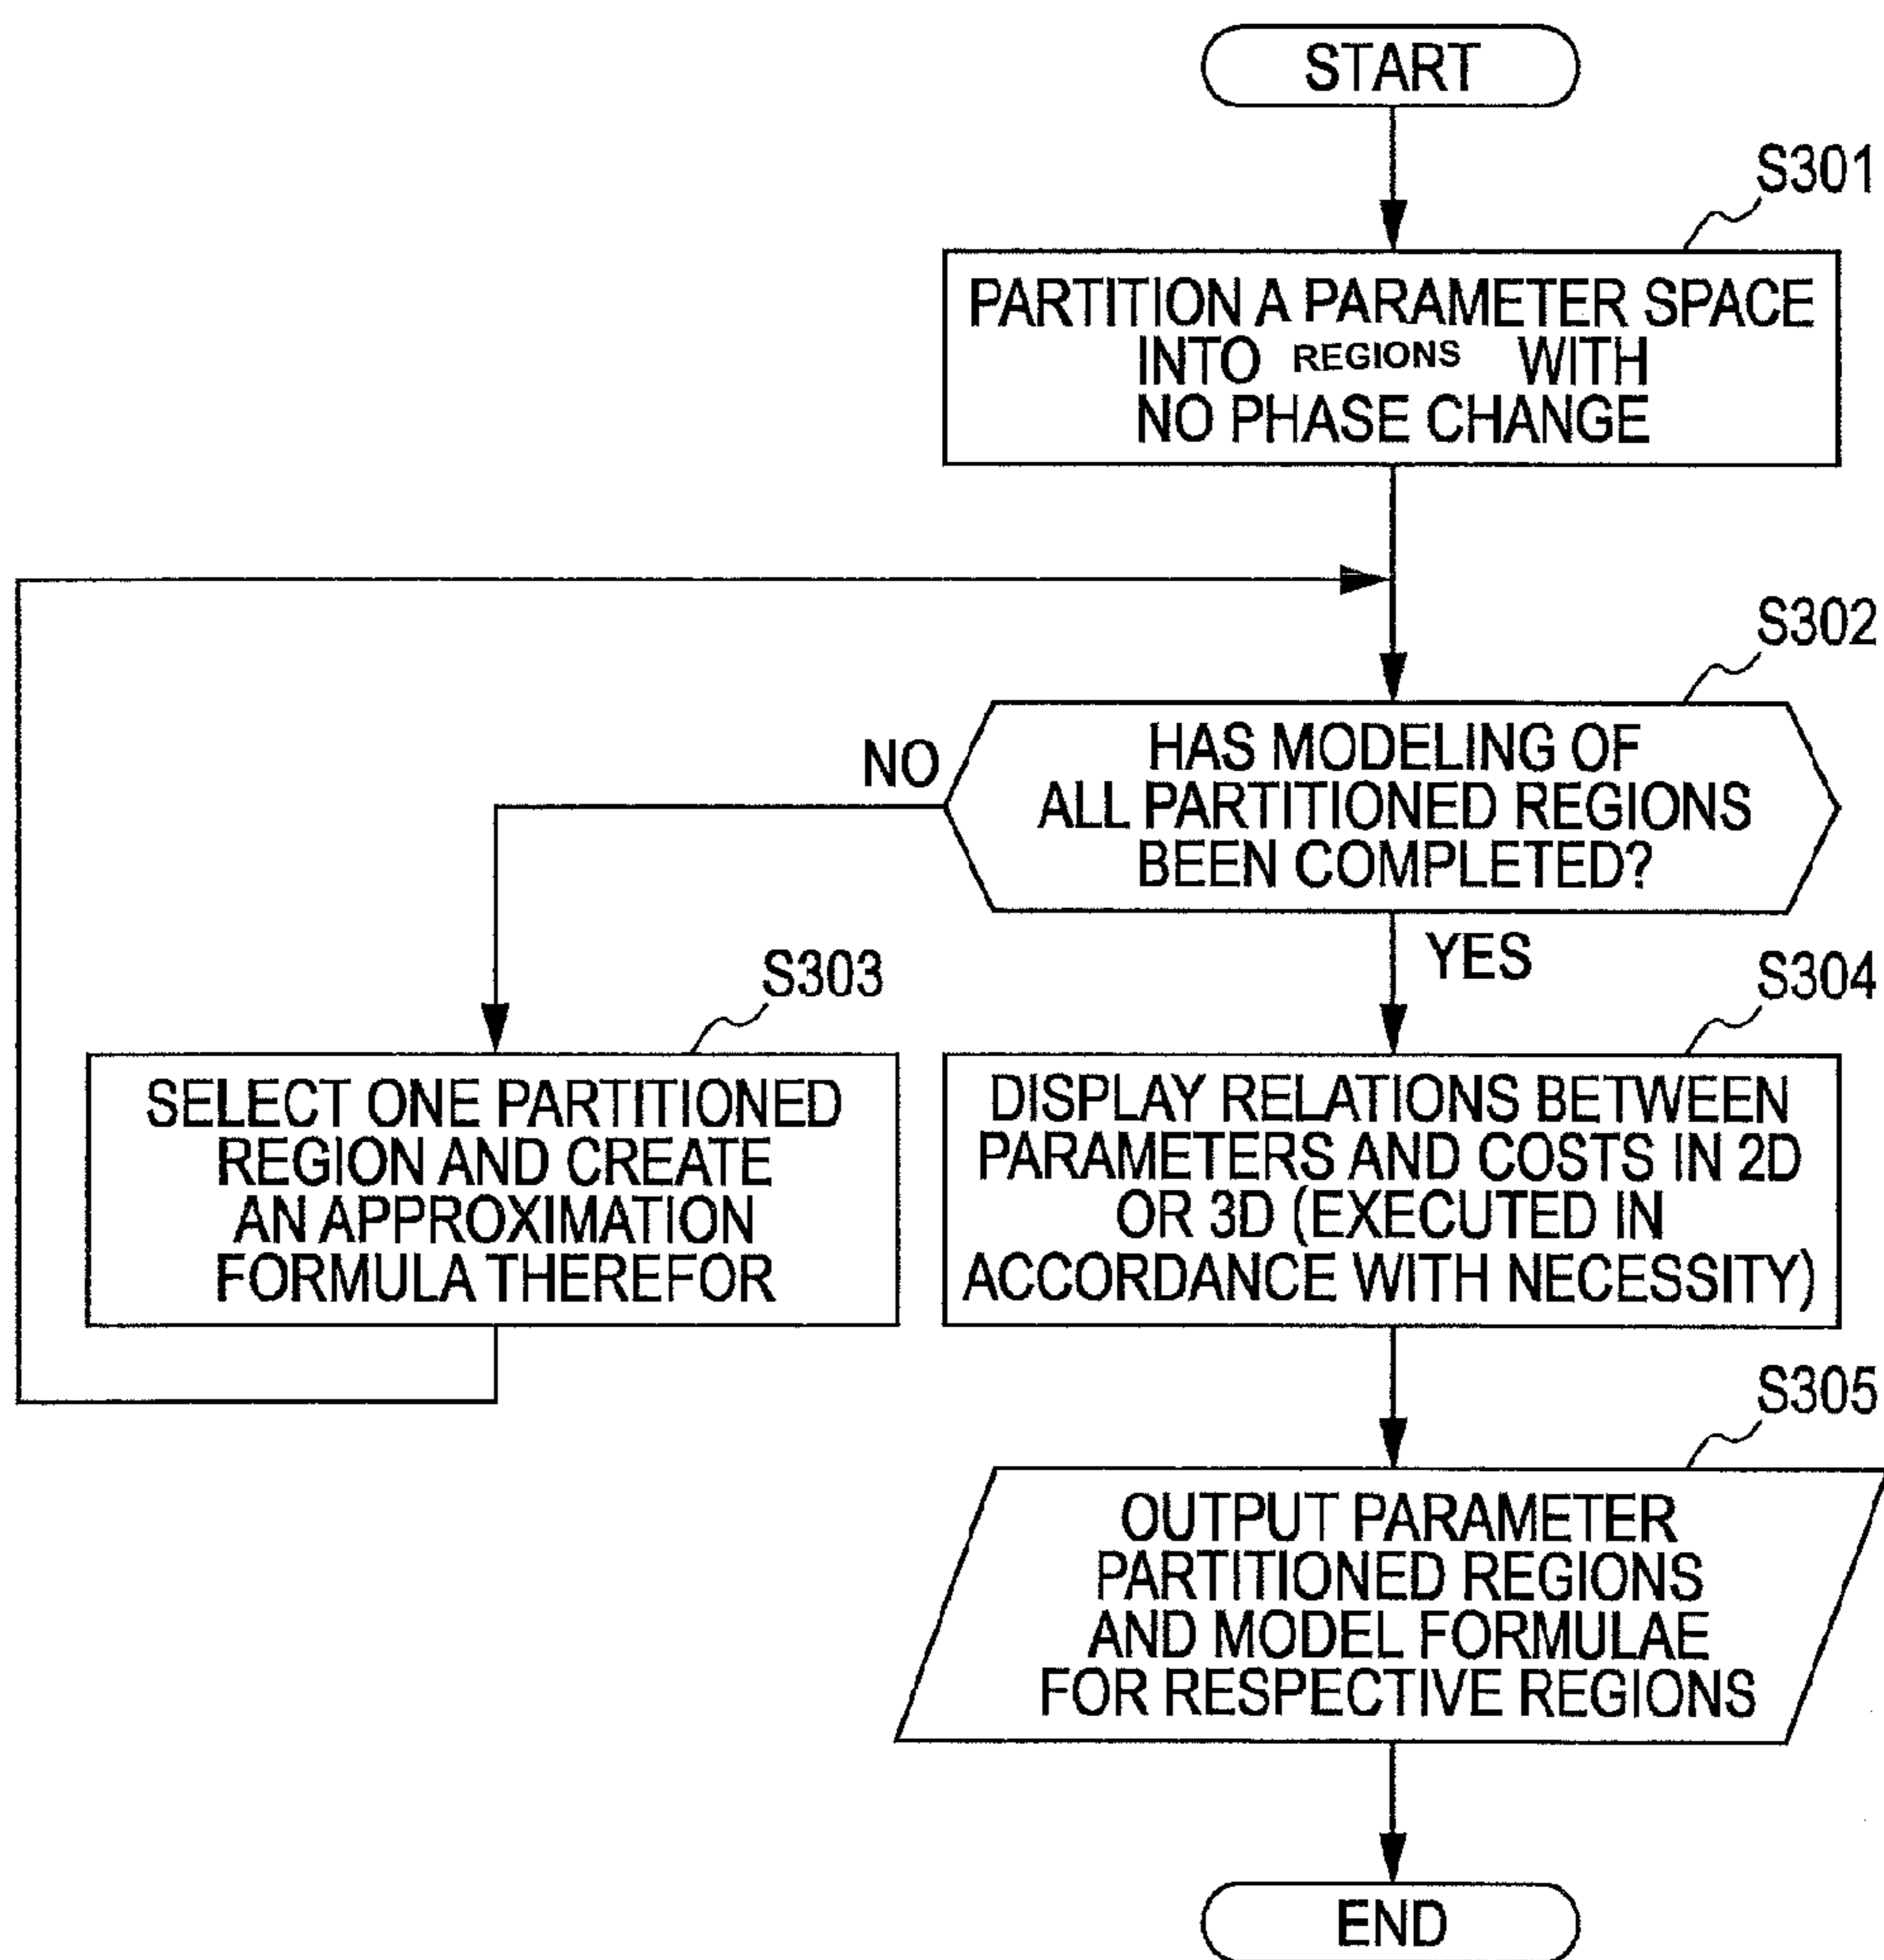 START
S301
PARTITION A PARAMETER SPACE
INTO REGIONS WITH
NO PHASE CHANGE
S302
HAS MODELING OF
ALL PARTITIONED REGIONS
BEEN COMPLETED?
NO
YES
S303
SELECT ONE PARTITIONED
REGION AND CREATE
AN APPROXIMATION
FORMULA THEREFOR
S304
DISPLAY RELATIONS BETWEEN
PARAMETERS AND COSTS IN 2D
OR 3D (EXECUTED IN
ACCORDANCE WITH NECESSITY)
S305
OUTPUT PARAMETER
PARTITIONED REGIONS
AND MODEL FORMULAE
FOR RESPECTIVE REGIONS
END